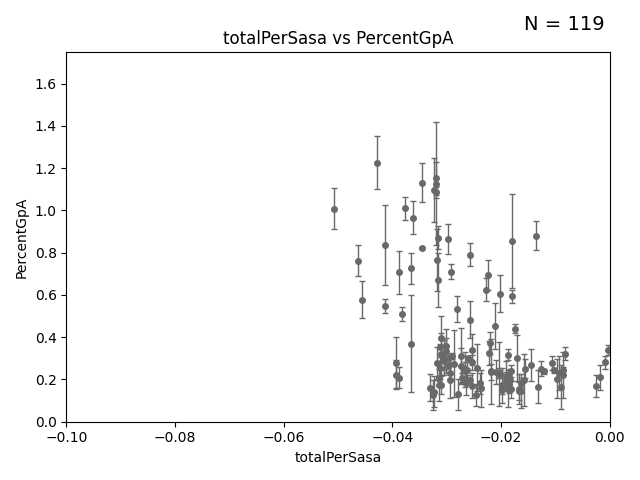 N = 119
totalPerSasa vs PercentGpA
PercentGpA
1.6
1.4
1.2
1.0
0.8
0.6
0.4
0.2
0.0
−0.10 −0.08 −0.06 −0.04 −0.02 0.00
totalPerSasa